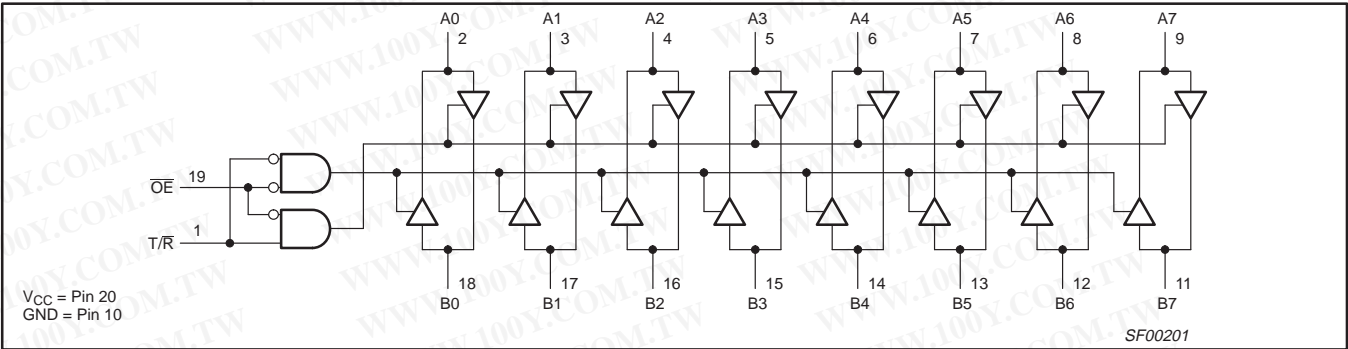 A0 A1 A2 A3 A4 A5 A6 A7
2 3 4 5 6 7 8 9
OE 19
T/R 1
18 17 16 15 14 13 12 11
B0 B1 B2 B3 B4 B5 B6 B7
VCC = Pin 20
GND = Pin 10
SF00201
WWW.100Y.COM.TW